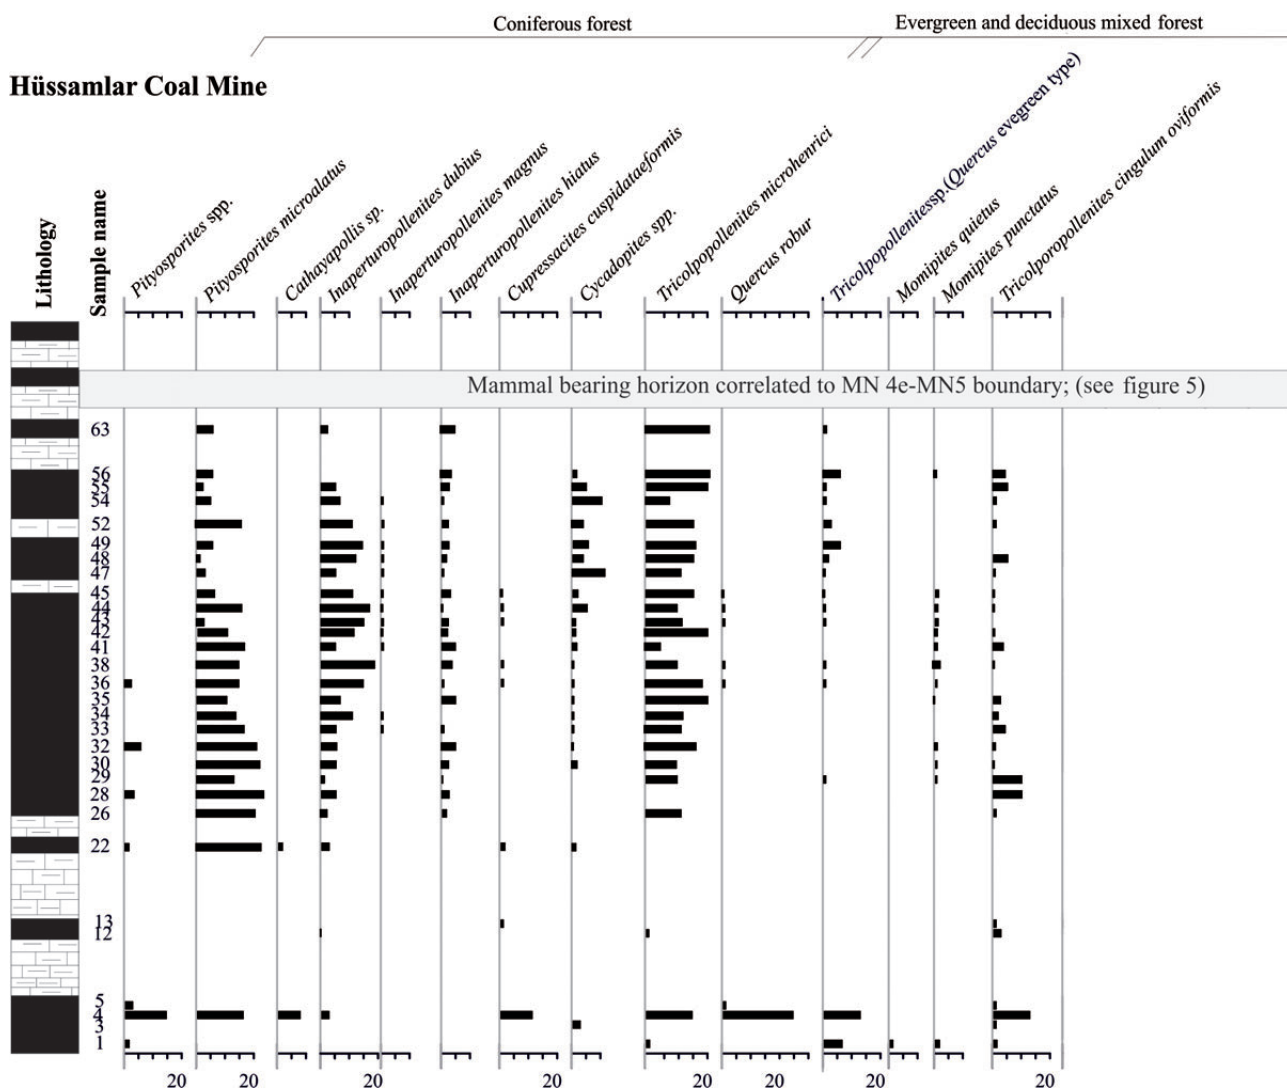 Coniferous forest
Evergreen and deciduous mixed forest
Hüssamlar Coal Mine
Lithology
Sample name
Pityosporites spp.
Pityosporites microalatus
Cathayapollis sp.
Inaperturopollenites dubius
Inaperturopollenites magnus
Inaperturopollenites hiatus
Cupressacites cuspidataeformis
Cycadopites spp.
Tricolpopollenites microhenrici
Quercus robur
Tricolpopollenitessp.(Quercus evegreen type)
Momipites quietus
Momipites punctatus
Tricolporopollenites cingulum oviformis
Mammal bearing horizon correlated to MN 4e-MN5 boundary; (see figure 5)
63
56
55
54
52
49
48
47
45
44
43
42
41
38
36
35
34
33
32
30
29
28
26
22
13
12
5
4
3
1
20 20 20 20 20 20 20 20